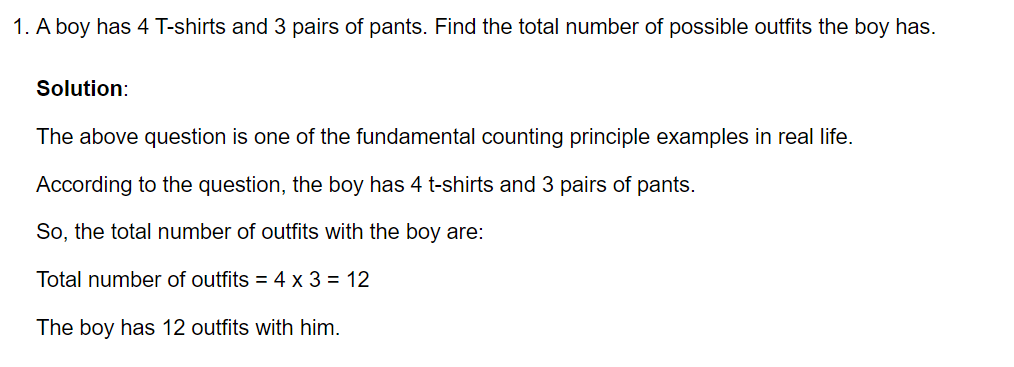 1. A boy has 4 T-shirts and 3 pairs of pants. Find the total number of possible outfits the boy has.
Solution:
The above question is one of the fundamental counting principle examples in real life.
According to the question, the boy has 4 t-shirts and 3 pairs of pants.
So, the total number of outfits with the boy are:
Total number of outfits = 4 x 3 = 12
The boy has 12 outfits with him.